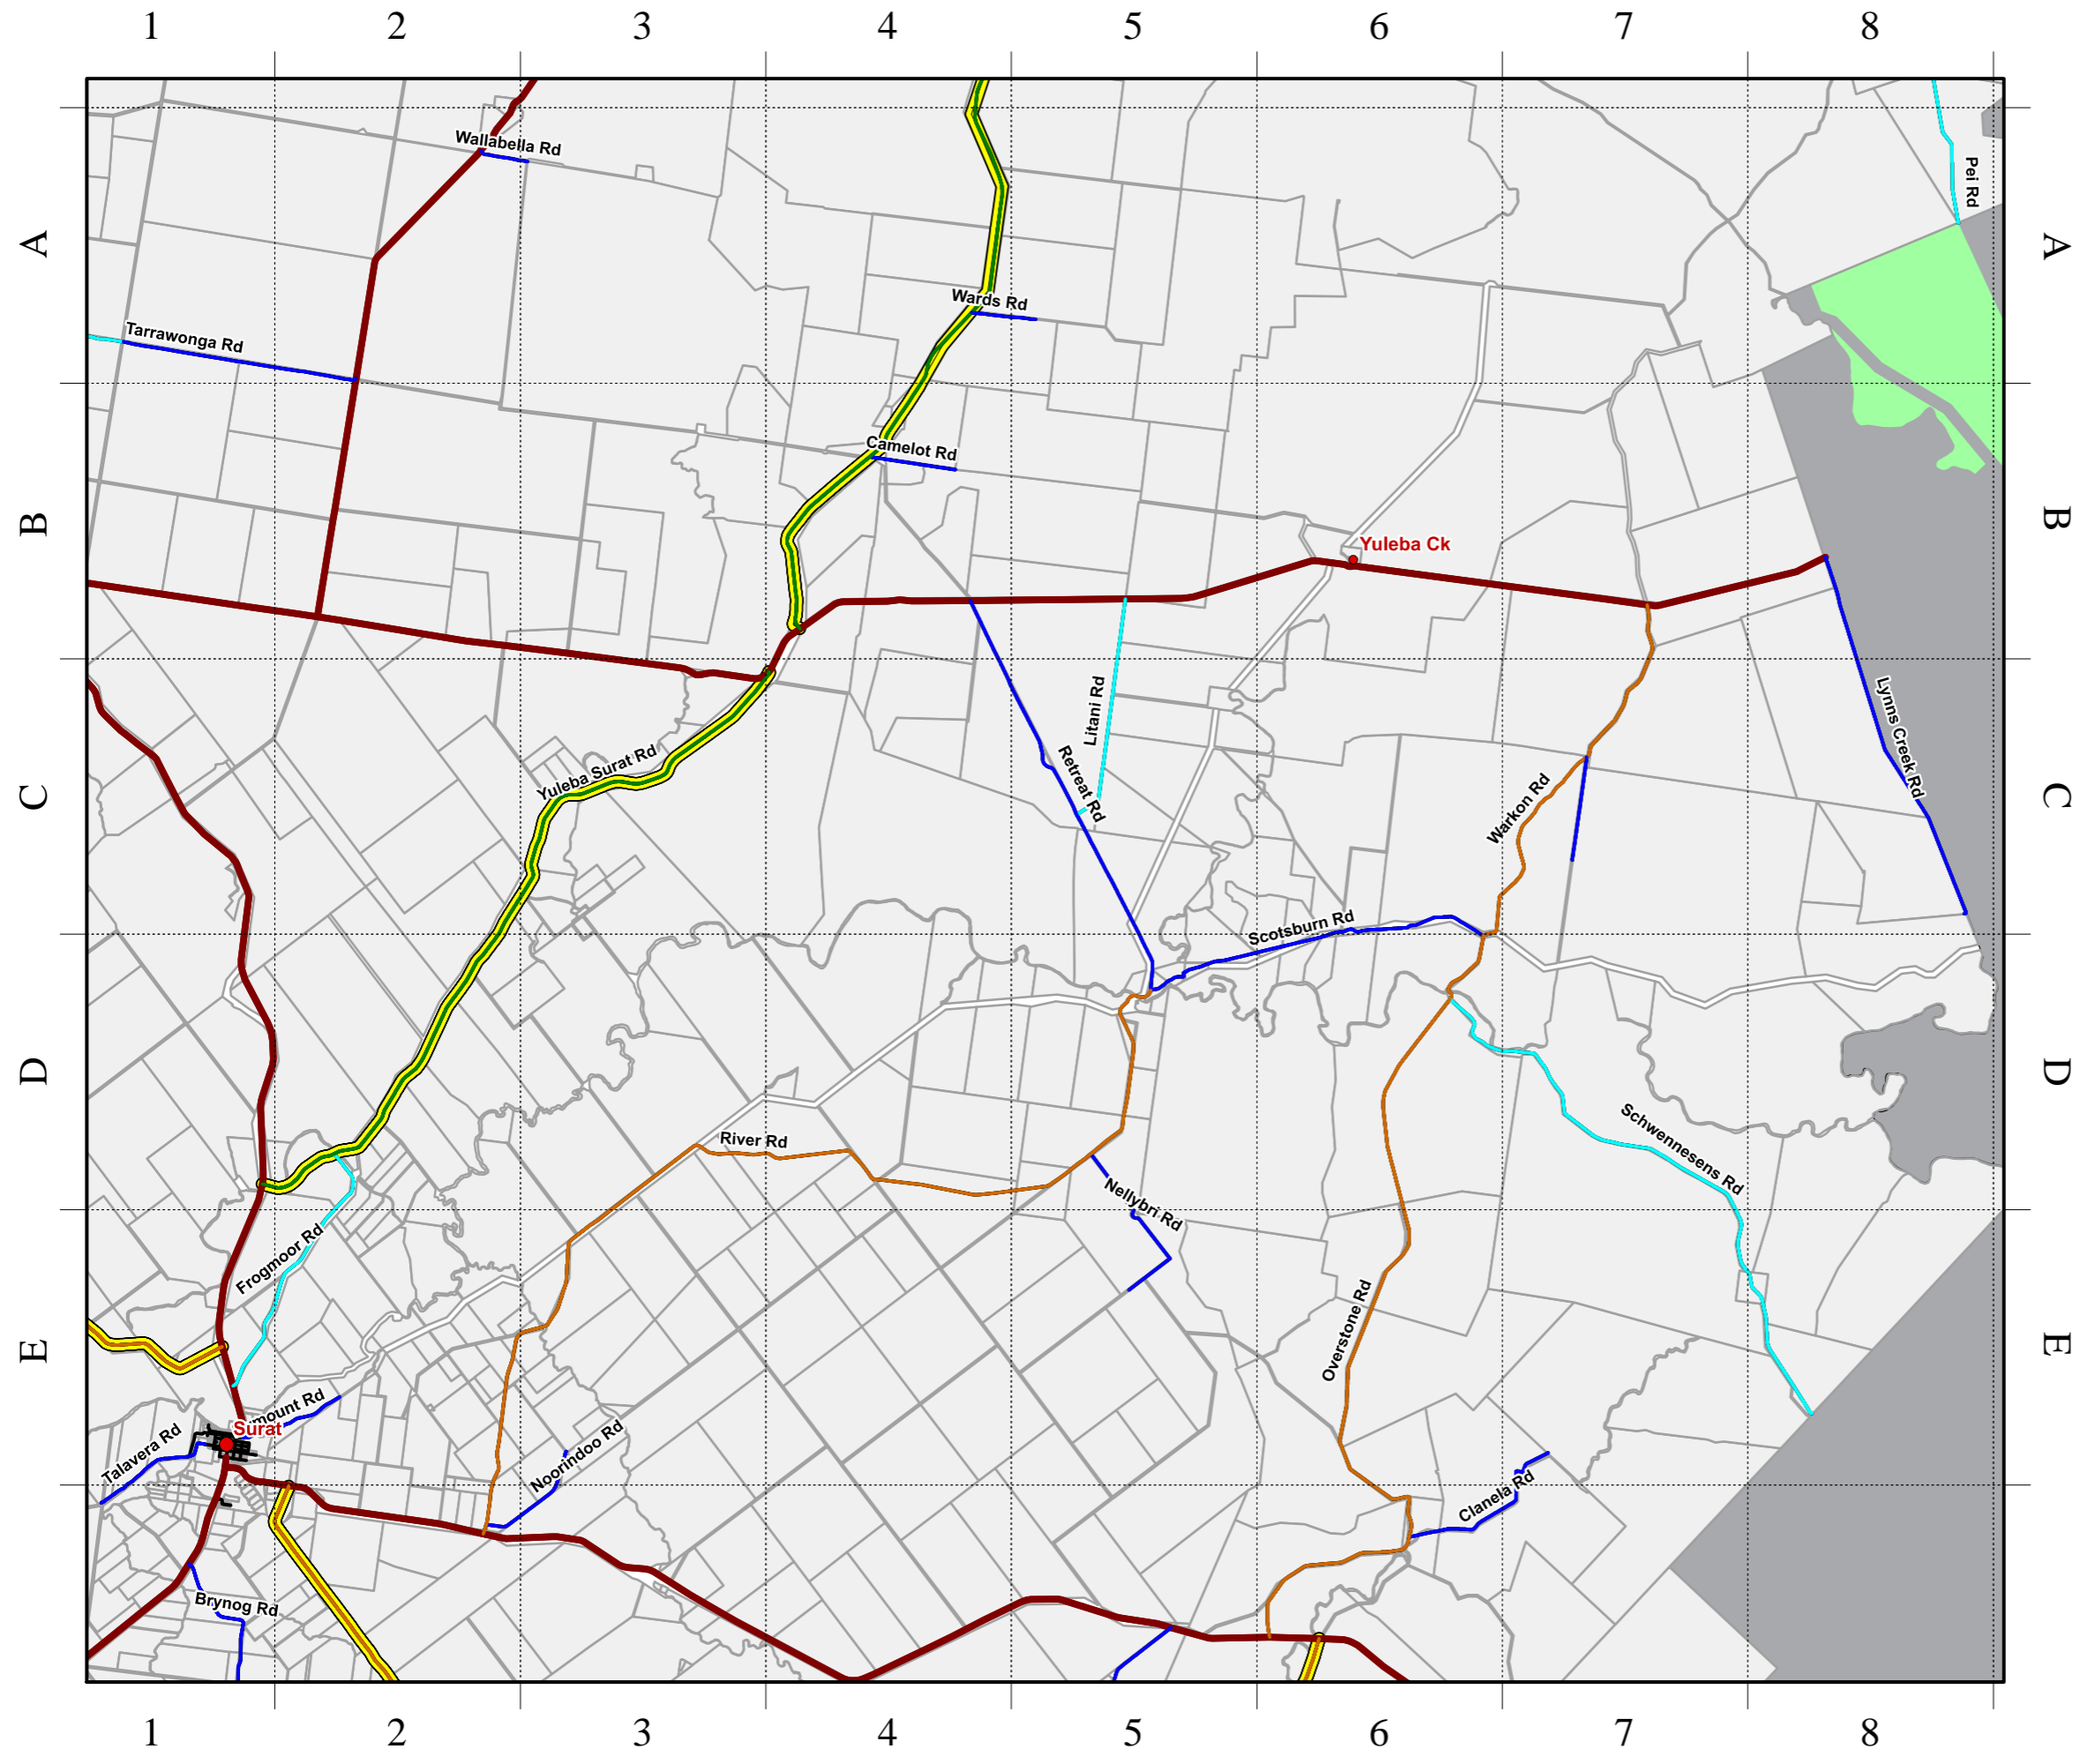 1 2 3 4 5 6 7 8
Wallabella Rd
Pei Rd
A A
Wards Rd
Tarrawonga Rd
Camelot Rd
B B
Yuleba Ck
Litani Rd
Lynns Creek Rd
Yuleba Surat Rd
Retreat Rd
C C
Warkon Rd
Scotsburn Rd
D D
River Rd
Schwennesens Rd
Nellybri Rd
Frogmoor Rd
Overstone Rd
E E
mount Rd
Surat
Talavera Rd
Noorindoo Rd
Clanela Rd
Brynog Rd
1 2 3 4 5 6 7 8